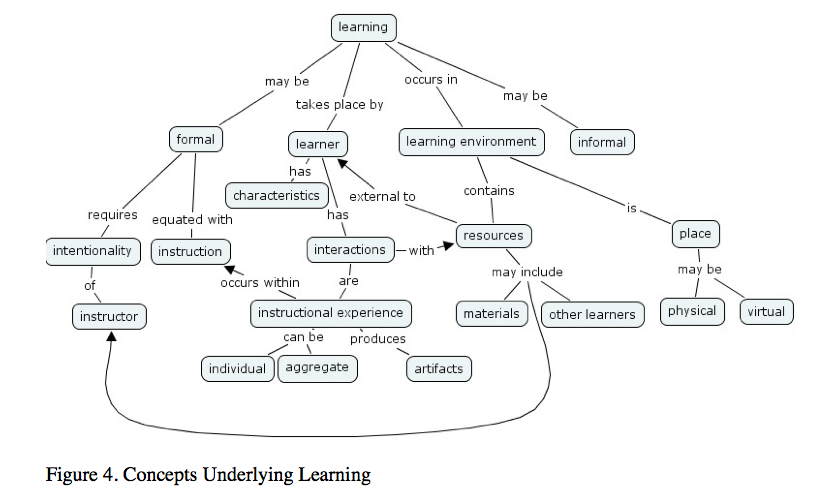 learning
may be
occurs in
may be
takes place by
formal
learner
learning environment
informal
has
characteristics
external to
contains
is
requires
equated with
has
intentionality
instruction
interactions
with
resources
place
of
occurs within
are
may include
may be
instructor
instructional experience
materials
other learners
physical
virtual
can be
produces
individual
aggregate
artifacts
Figure 4. Concepts Underlying Learning